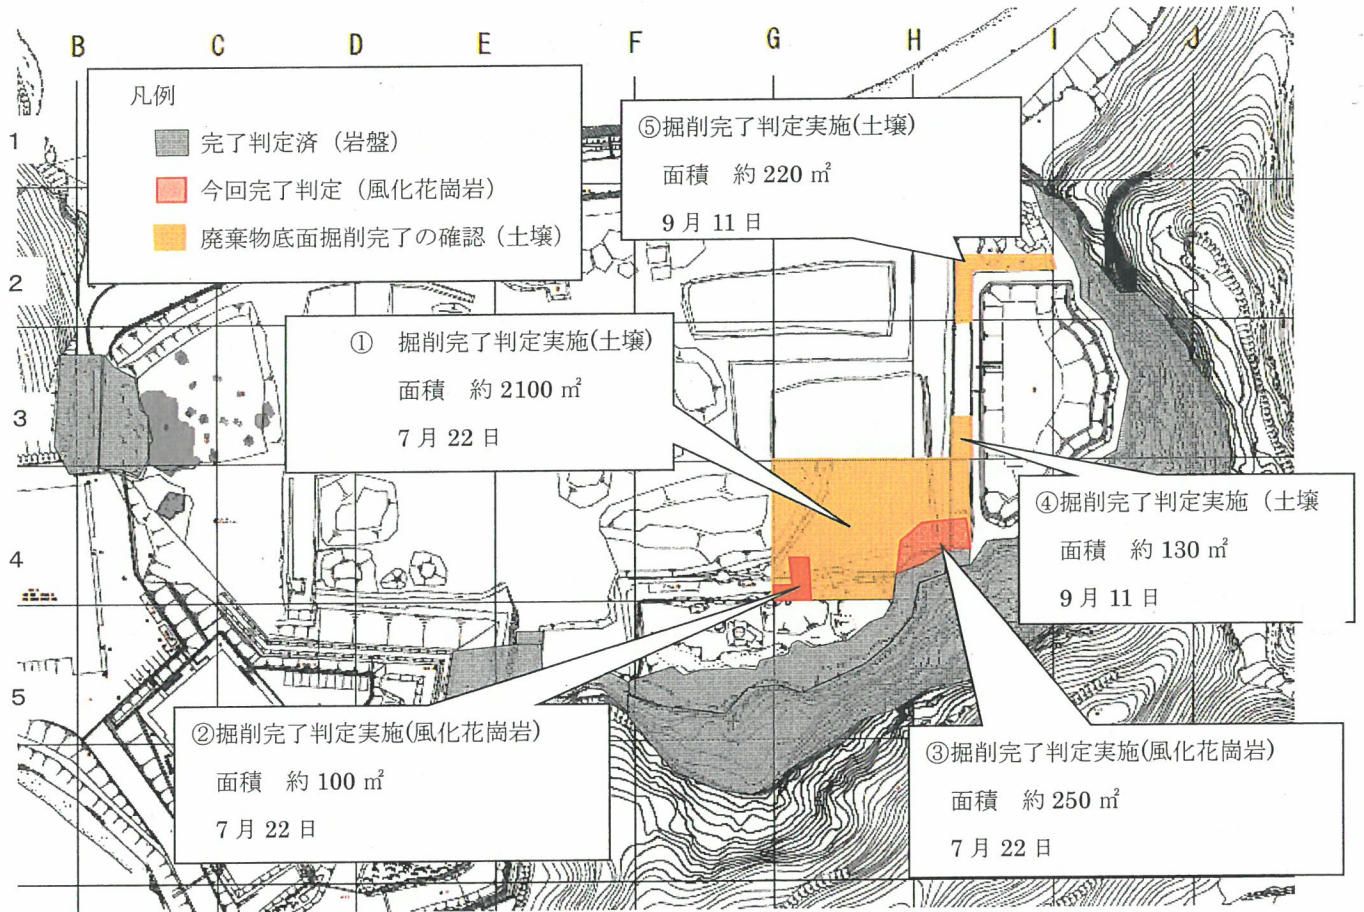 B C D E F G H I J
凡例
完了判定済（岩盤）
今回完了判定（風化花崗岩）
廃棄物底面掘削完了の確認（土壌）
⑤掘削完了判定実施(土壌)
面積　約 220 ㎡
9 月 11 日
1
2
3
4
5
①　掘削完了判定実施(土壌)
面積　約 2100 ㎡
7 月 22 日
④掘削完了判定実施（土壌
面積　約 130 ㎡
9 月 11 日
②掘削完了判定実施(風化花崗岩)
面積　約 100 ㎡
7 月 22 日
③掘削完了判定実施(風化花崗岩)
面積　約 250 ㎡
7 月 22 日